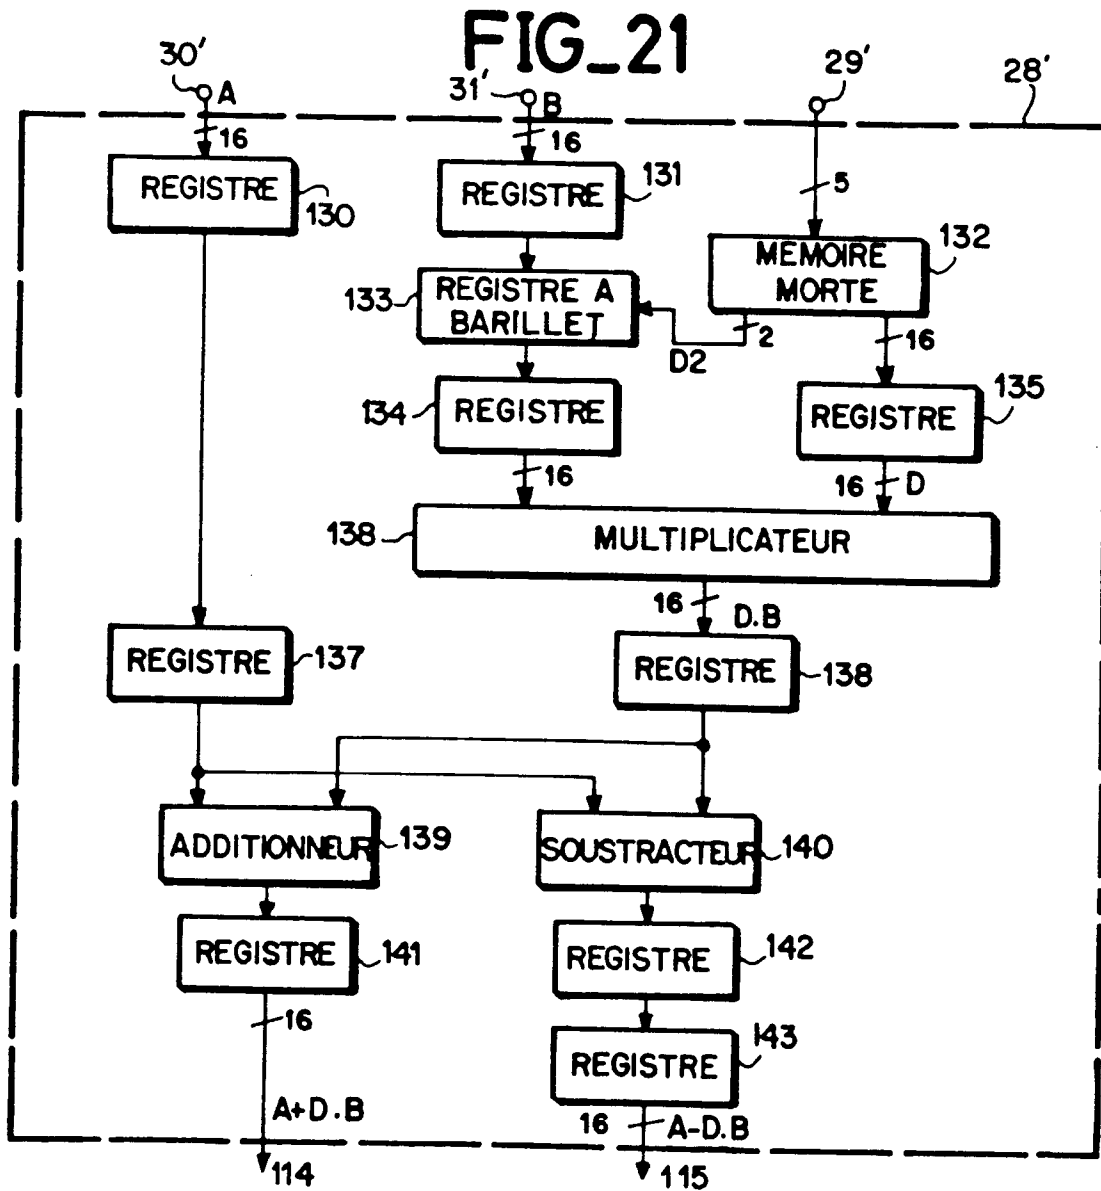 FIG_21
30'
A
31'
B
29'
28'
16
16
5
REGISTRE
130
REGISTRE
131
MEMOIRE
MORTE
132
133
REGISTRE A
BARILLET
D2
2
16
134
REGISTRE
REGISTRE
135
16
16
D
138
MULTIPLICATEUR
16
D.B
REGISTRE
137
REGISTRE
138
ADDITIONNEUR
139
SOUSTRACTEUR
140
REGISTRE
141
REGISTRE
142
16
REGISTRE
143
A+D.B
16
A-D.B
114
115